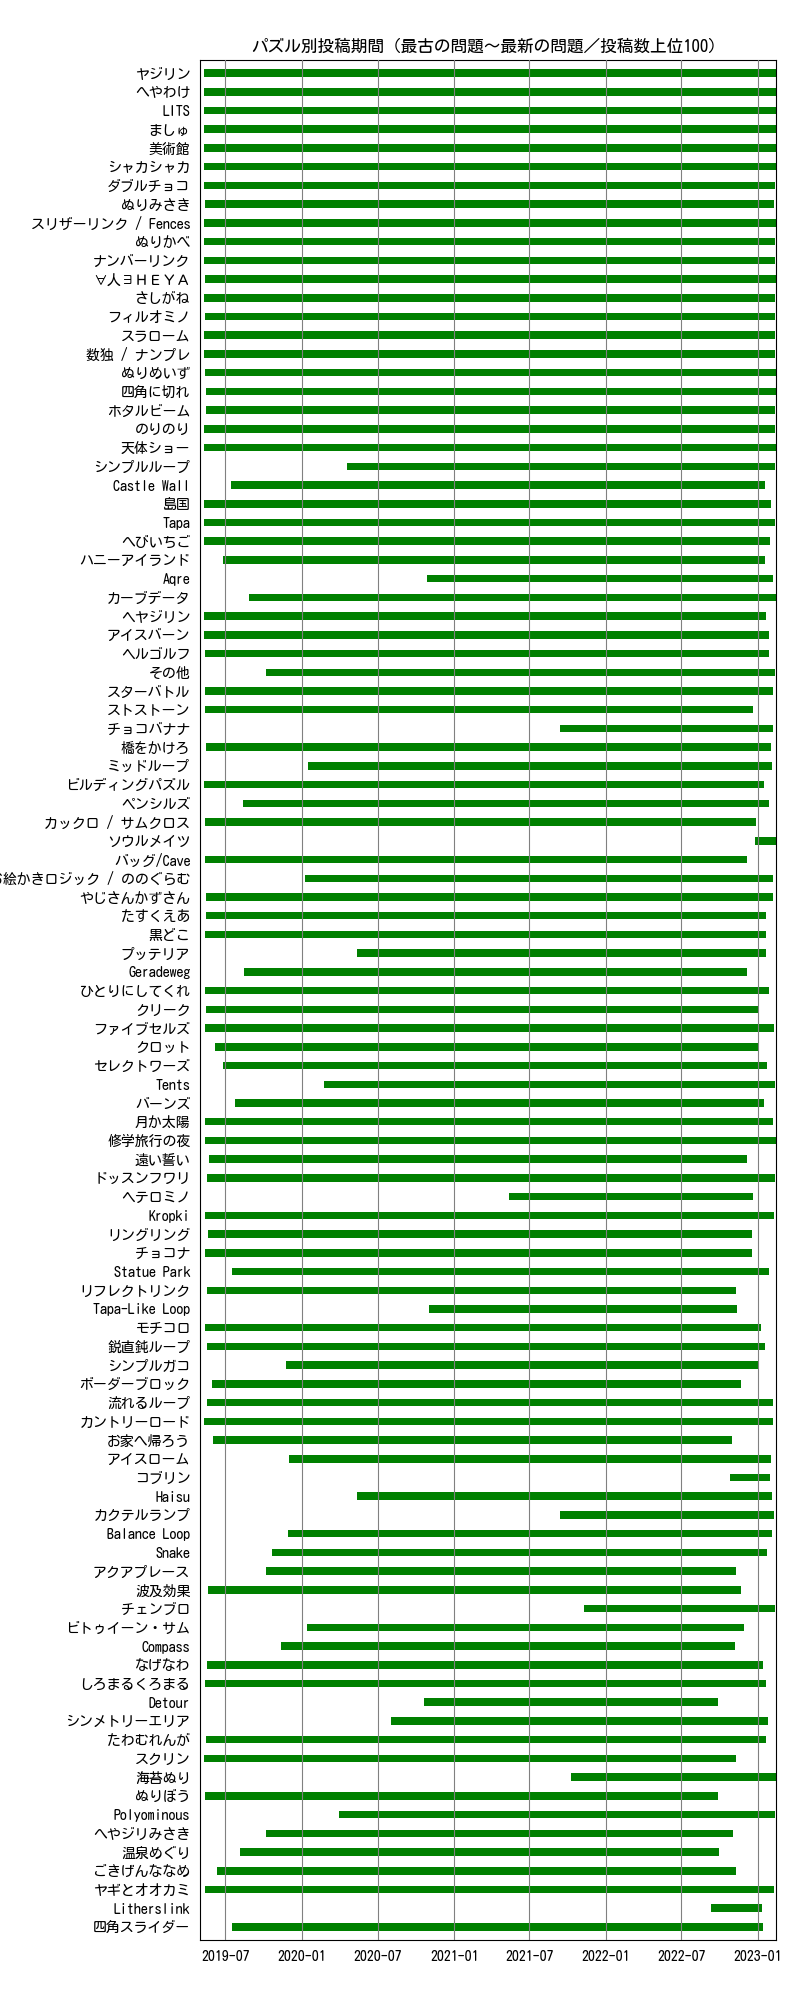 パズル別投稿期間（最古の問題～最新の問題／投稿数上位100）
ヤジリン
へやわけ
LITS
ましゅ
美術館
シャカシャカ
ダブルチョコ
ぬりみさき
スリザーリンク / Fences
ぬりかべ
ナンバーリンク
∀人∃ＨＥＹＡ
さしがね
フィルオミノ
スラローム
数独 / ナンプレ
ぬりめいず
四角に切れ
ホタルビーム
のりのり
天体ショー
シンプルループ
Castle Wall
島国
Tapa
へびいちご
ハニーアイランド
Aqre
カーブデータ
ヘヤジリン
アイスバーン
ヘルゴルフ
その他
スターバトル
ストストーン
チョコバナナ
橋をかけろ
ミッドループ
ビルディングパズル
ペンシルズ
カックロ / サムクロス
ソウルメイツ
バッグ/Cave
絵かきロジック / ののぐらむ
やじさんかずさん
たすくえあ
黒どこ
プッテリア
Geradeweg
ひとりにしてくれ
クリーク
ファイブセルズ
クロット
セレクトワーズ
Tents
バーンズ
月か太陽
修学旅行の夜
遠い誓い
ドッスンフワリ
ヘテロミノ
Kropki
リングリング
チョコナ
Statue Park
リフレクトリンク
Tapa-Like Loop
モチコロ
鋭直鈍ループ
シンプルガコ
ボーダーブロック
流れるループ
カントリーロード
お家へ帰ろう
アイスローム
コブリン
Haisu
カクテルランプ
Balance Loop
Snake
アクアプレース
波及効果
チェンブロ
ビトゥイーン・サム
Compass
なげなわ
しろまるくろまる
Detour
シンメトリーエリア
たわむれんが
スクリン
海苔ぬり
ぬりぼう
Polyominous
へやジリみさき
温泉めぐり
ごきげんななめ
ヤギとオオカミ
Litherslink
四角スライダー
2019-07 2020-01 2020-07 2021-01 2021-07 2022-01 2022-07 2023-01